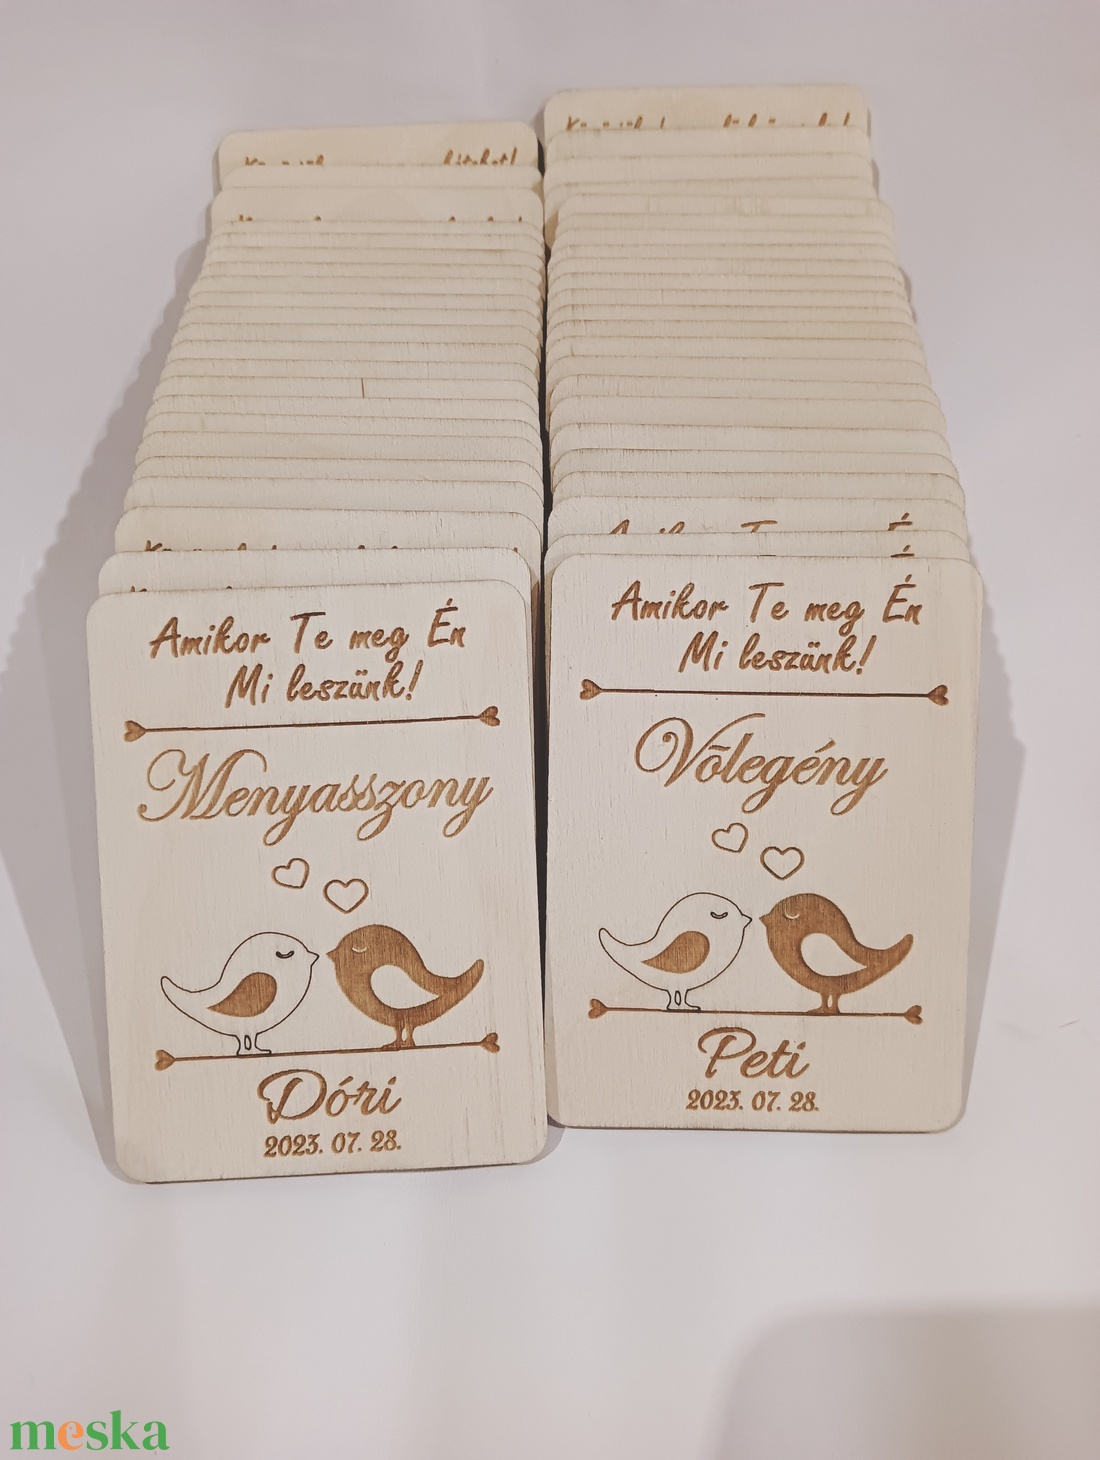 Amikor Te meg Én
Mi leszünk!
Menyasszony
Dóri
2023. 07. 28.
Amikor Te meg Én
Mi leszünk!
Vőlegény
Peti
2023. 07. 28.
meska